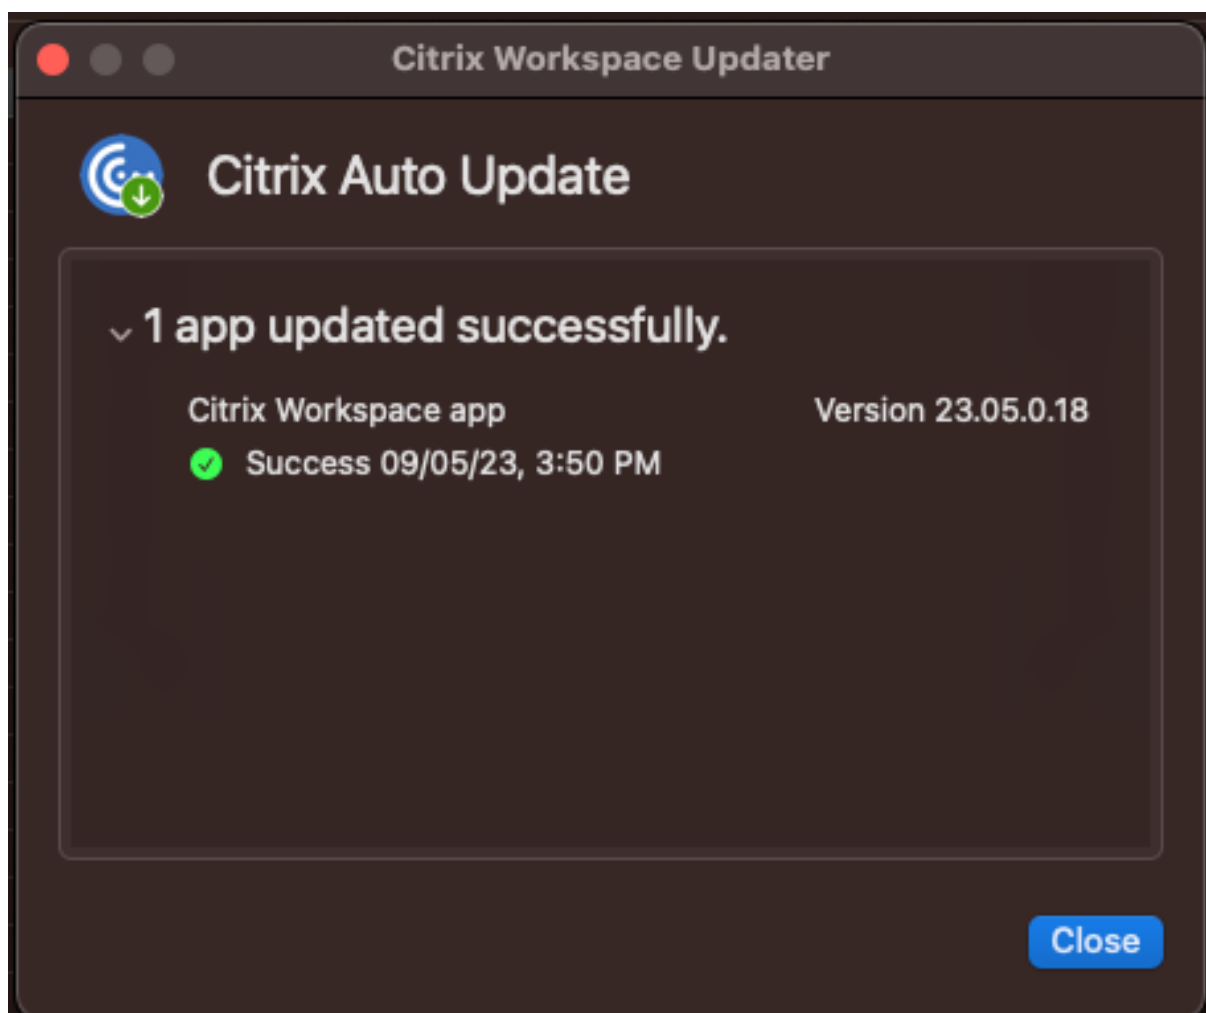 Citrix Workspace Updater
Citrix Auto Update
1 app updated successfully.
Citrix Workspace app Version 23.05.0.18
Success 09/05/23, 3:50 PM
Close